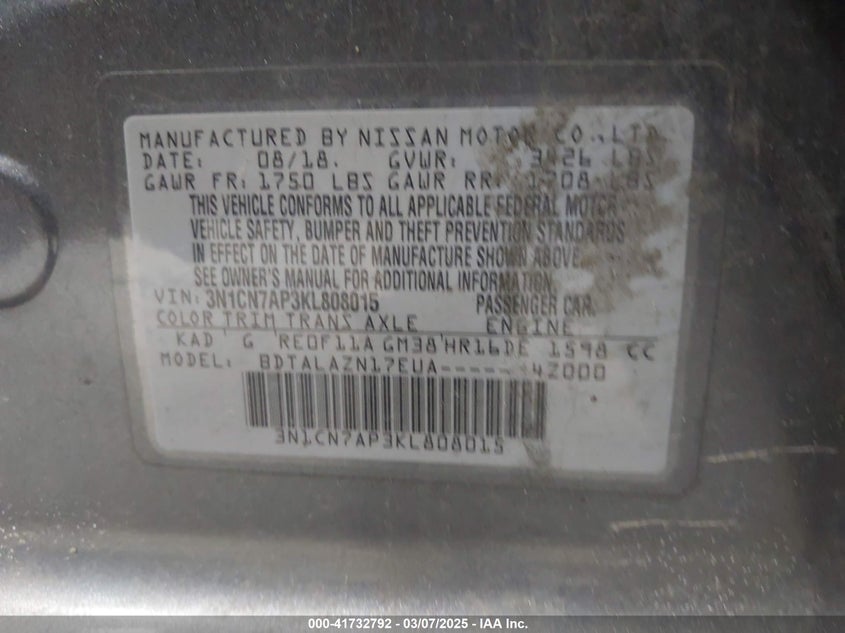 MANUFACTURED BY NISSAN MOTOR CO., LTD.
DATE: 08/18. GVWR: 3426 LBS
GAWR FR: 1750 LBS GAWR RR: 1708 LBS
THIS VEHICLE CONFORMS TO ALL APPLICABLE FEDERAL MOTOR
VEHICLE SAFETY, BUMPER AND THEFT PREVENTION STANDARDS
IN EFFECT ON THE DATE OF MANUFACTURE SHOWN ABOVE.
SEE OWNER'S MANUAL FOR ADDITIONAL INFORMATION.
VIN: 3N1CN7AP3KL808015 PASSENGER CAR.
COLOR TRIM TRANS AXLE ENGINE
KAD G RE0F11A GM38 HR16DE 1598 CC
MODEL: BDTALAZN17EUA------42000
3N1CN7AP3KL808015
000-41732792 - 03/07/2025 - IAA Inc.